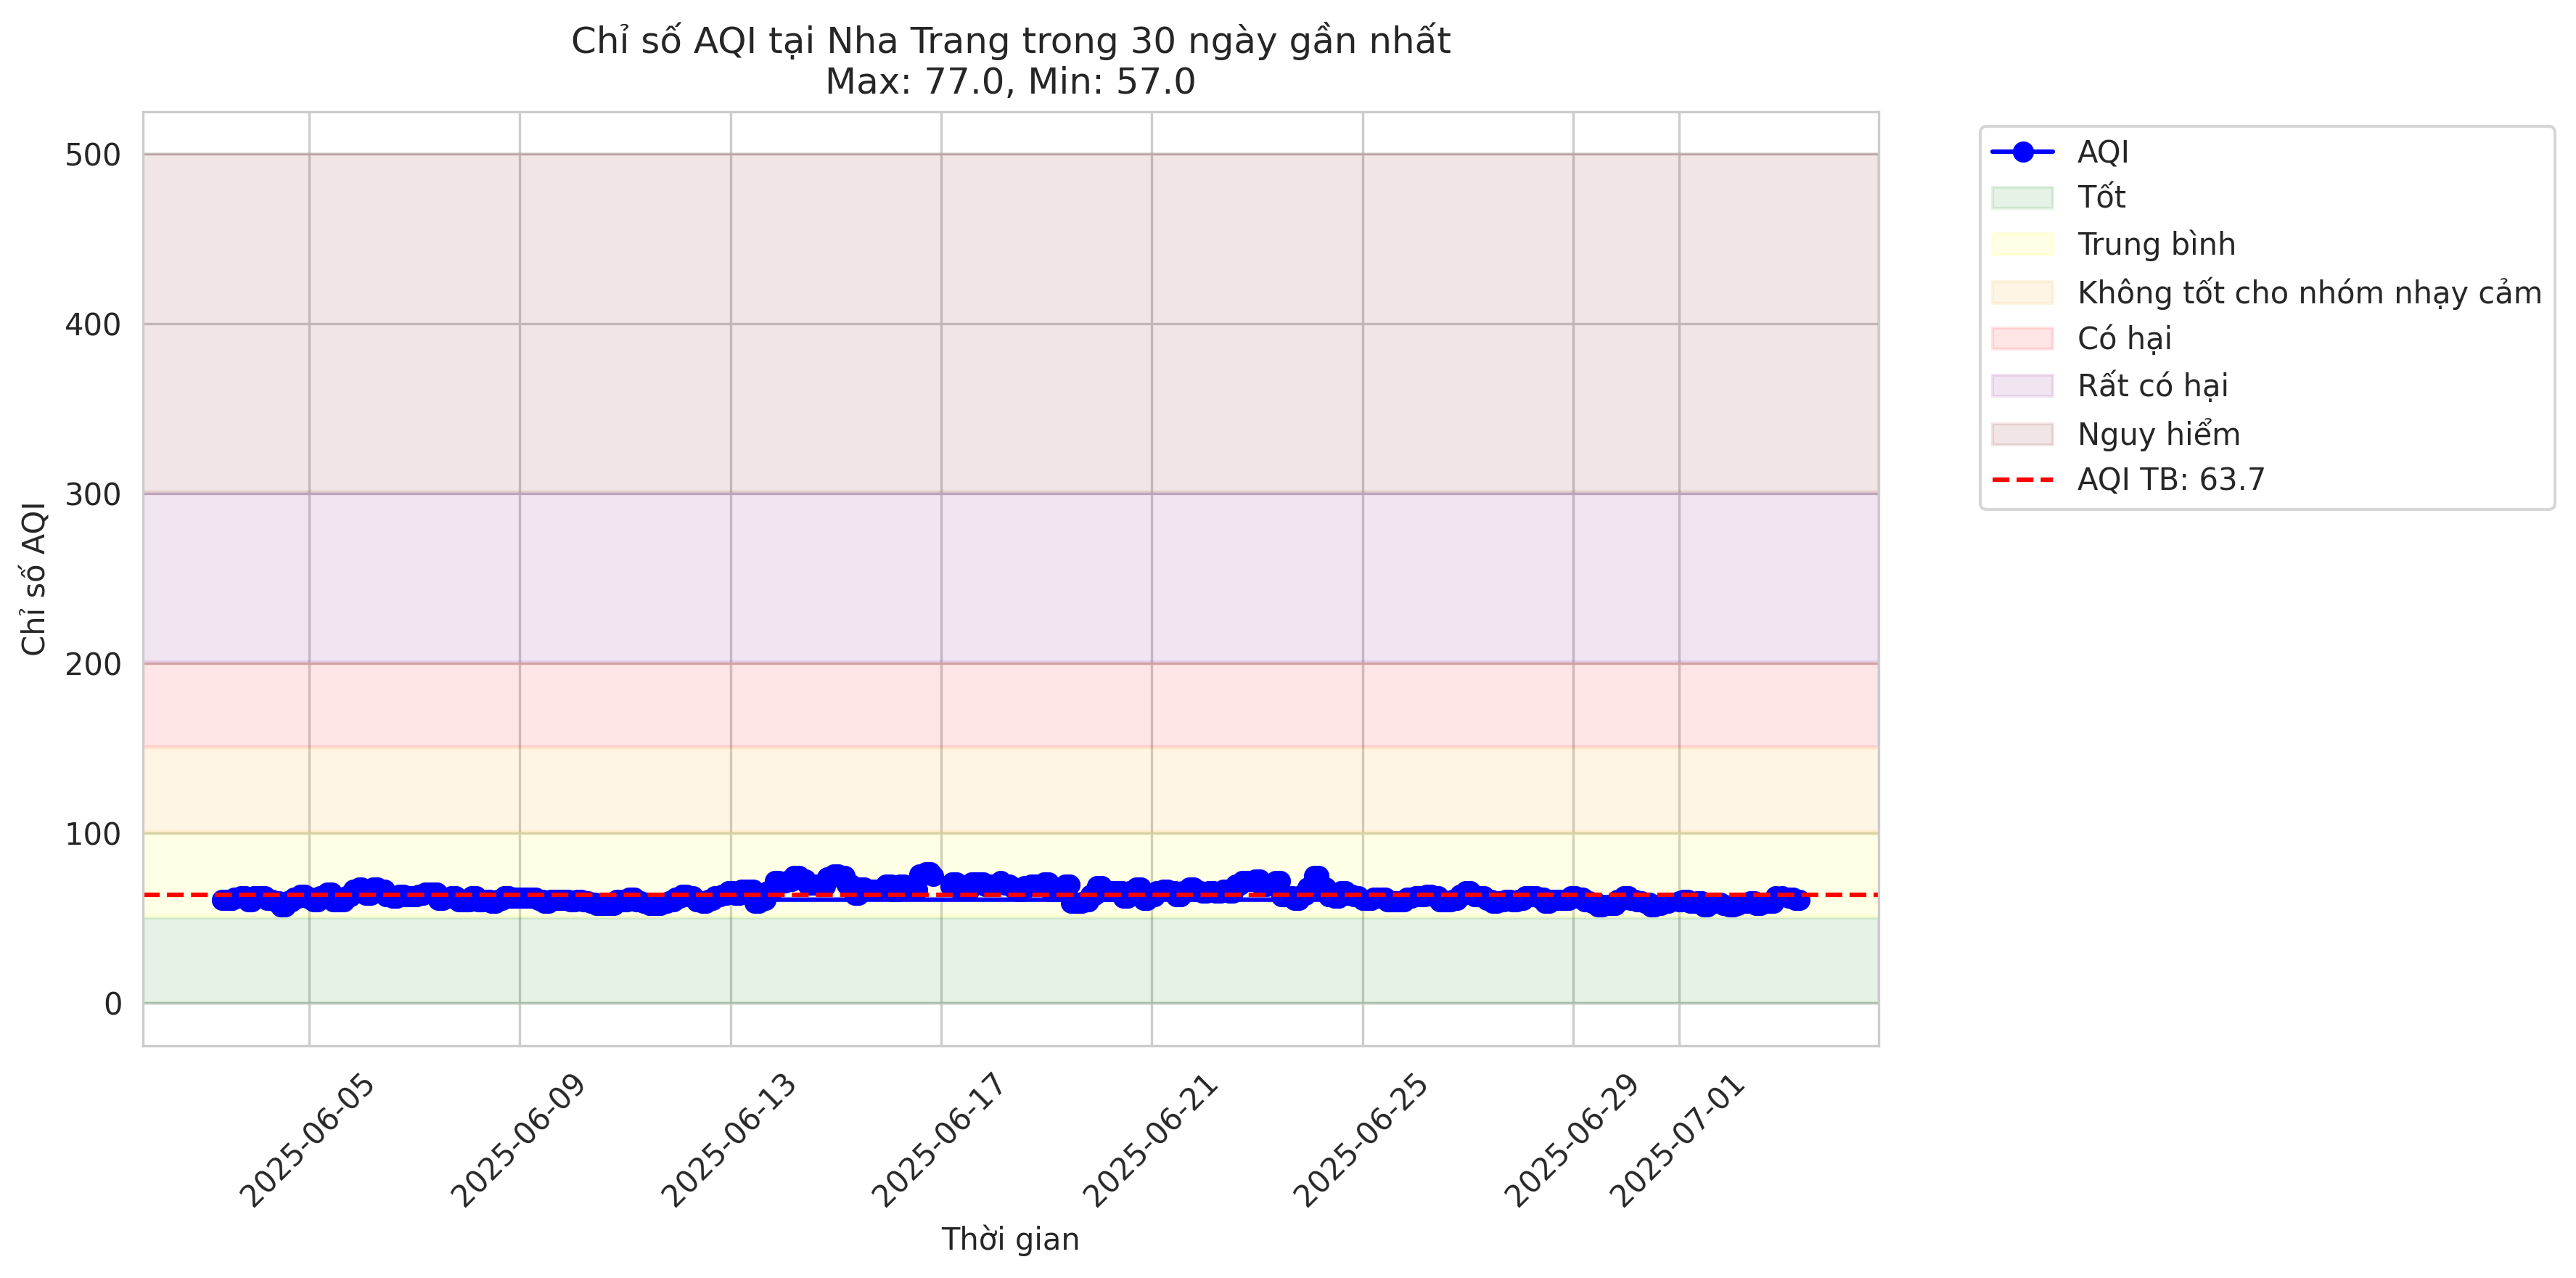 Chỉ số AQI tại Nha Trang trong 30 ngày gần nhất
Max: 77.0, Min: 57.0
Chỉ số AQI
500
400
300
200
100
0
2025-06-05
2025-06-09
2025-06-13
2025-06-17
2025-06-21
2025-06-25
2025-06-29
2025-07-01
Thời gian
AQI
Tốt
Trung bình
Không tốt cho nhóm nhạy cảm
Có hại
Rất có hại
Nguy hiểm
AQI TB: 63.7